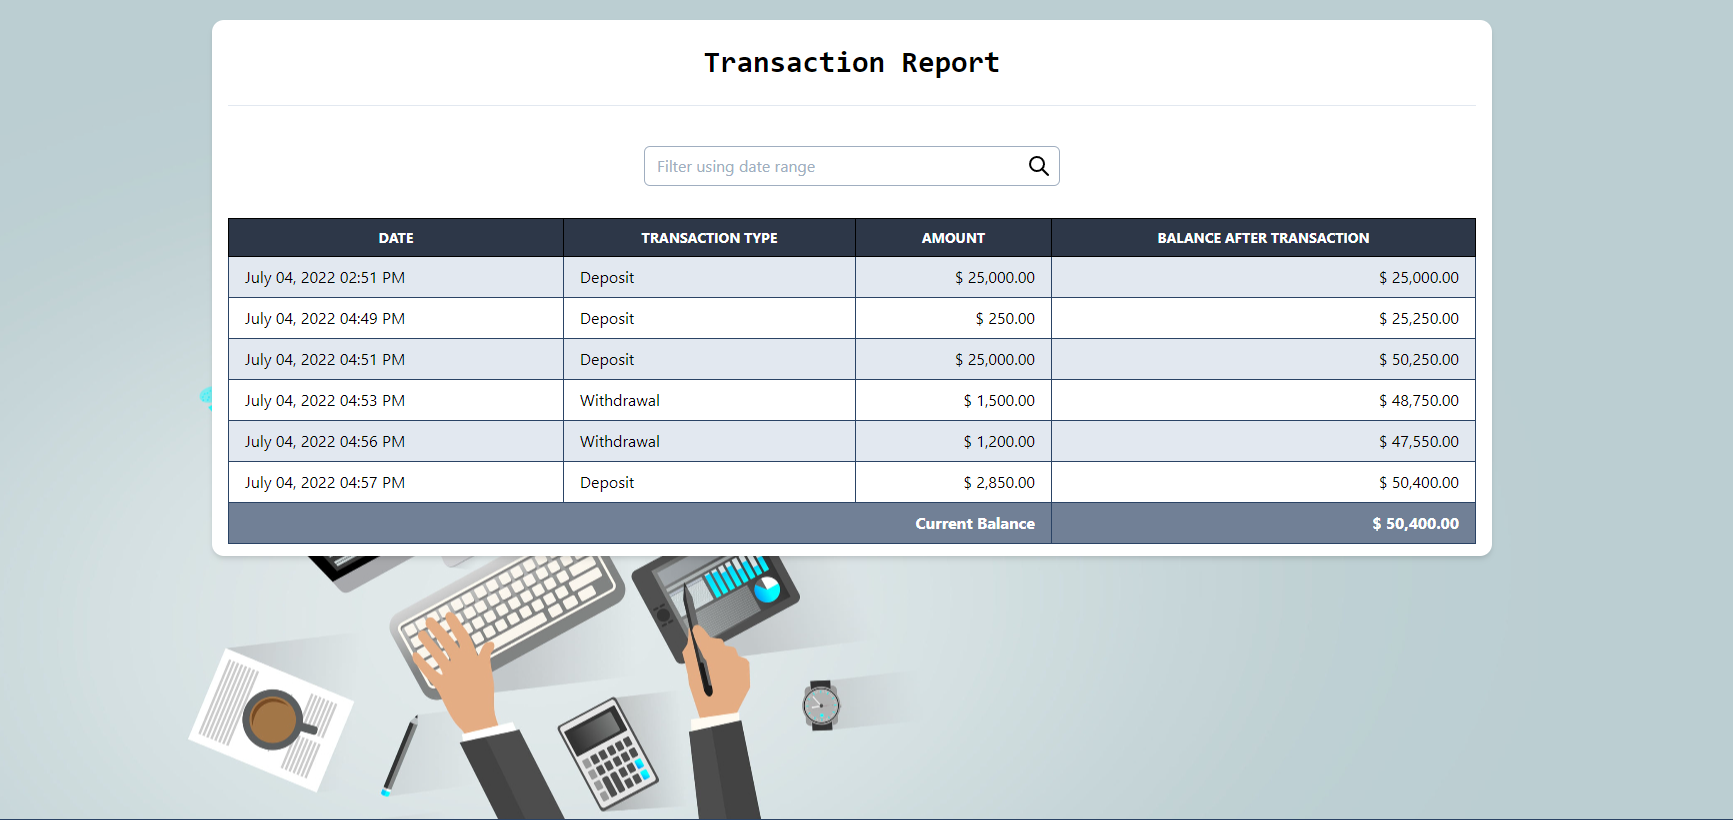 Transaction Report
Filter using date range
DATE TRANSACTION TYPE AMOUNT BALANCE AFTER TRANSACTION
July 04, 2022 02:51 PM Deposit $ 25,000.00 $ 25,000.00
July 04, 2022 04:49 PM Deposit $ 250.00 $ 25,250.00
July 04, 2022 04:51 PM Deposit $ 25,000.00 $ 50,250.00
July 04, 2022 04:53 PM Withdrawal $ 1,500.00 $ 48,750.00
July 04, 2022 04:56 PM Withdrawal $ 1,200.00 $ 47,550.00
July 04, 2022 04:57 PM Deposit $ 2,850.00 $ 50,400.00
Current Balance $ 50,400.00